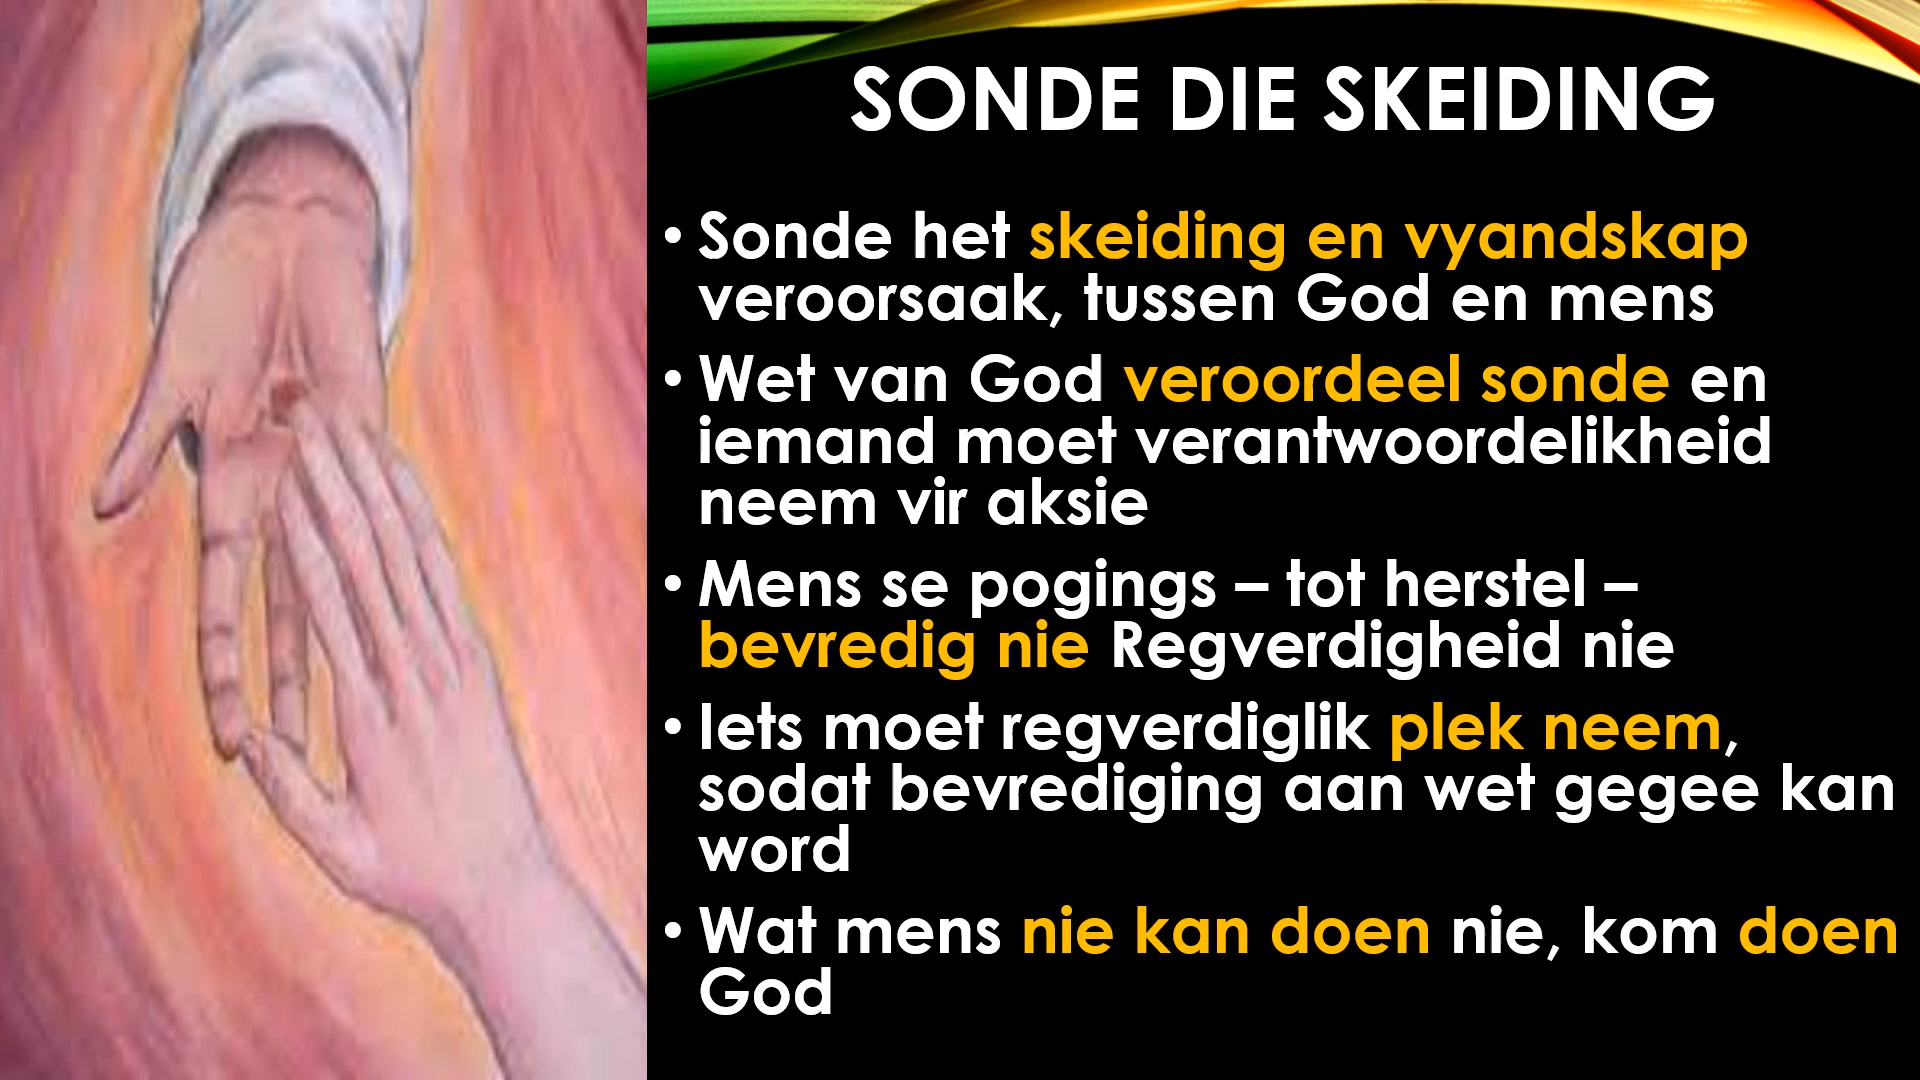 SONDE DIE SKEIDING
• Sonde het skeiding en vyandskap
veroorsaak, tussen God en mens
• Wet van God veroordeel sonde en
iemand moet verantwoordelikheid
neem vir aksie
• Mens se pogings – tot herstel –
bevredig nie Regverdigheid nie
• Iets moet regverdiglik plek neem,
sodat bevrediging aan wet gegee kan
word
• Wat mens nie kan doen nie, kom doen
God